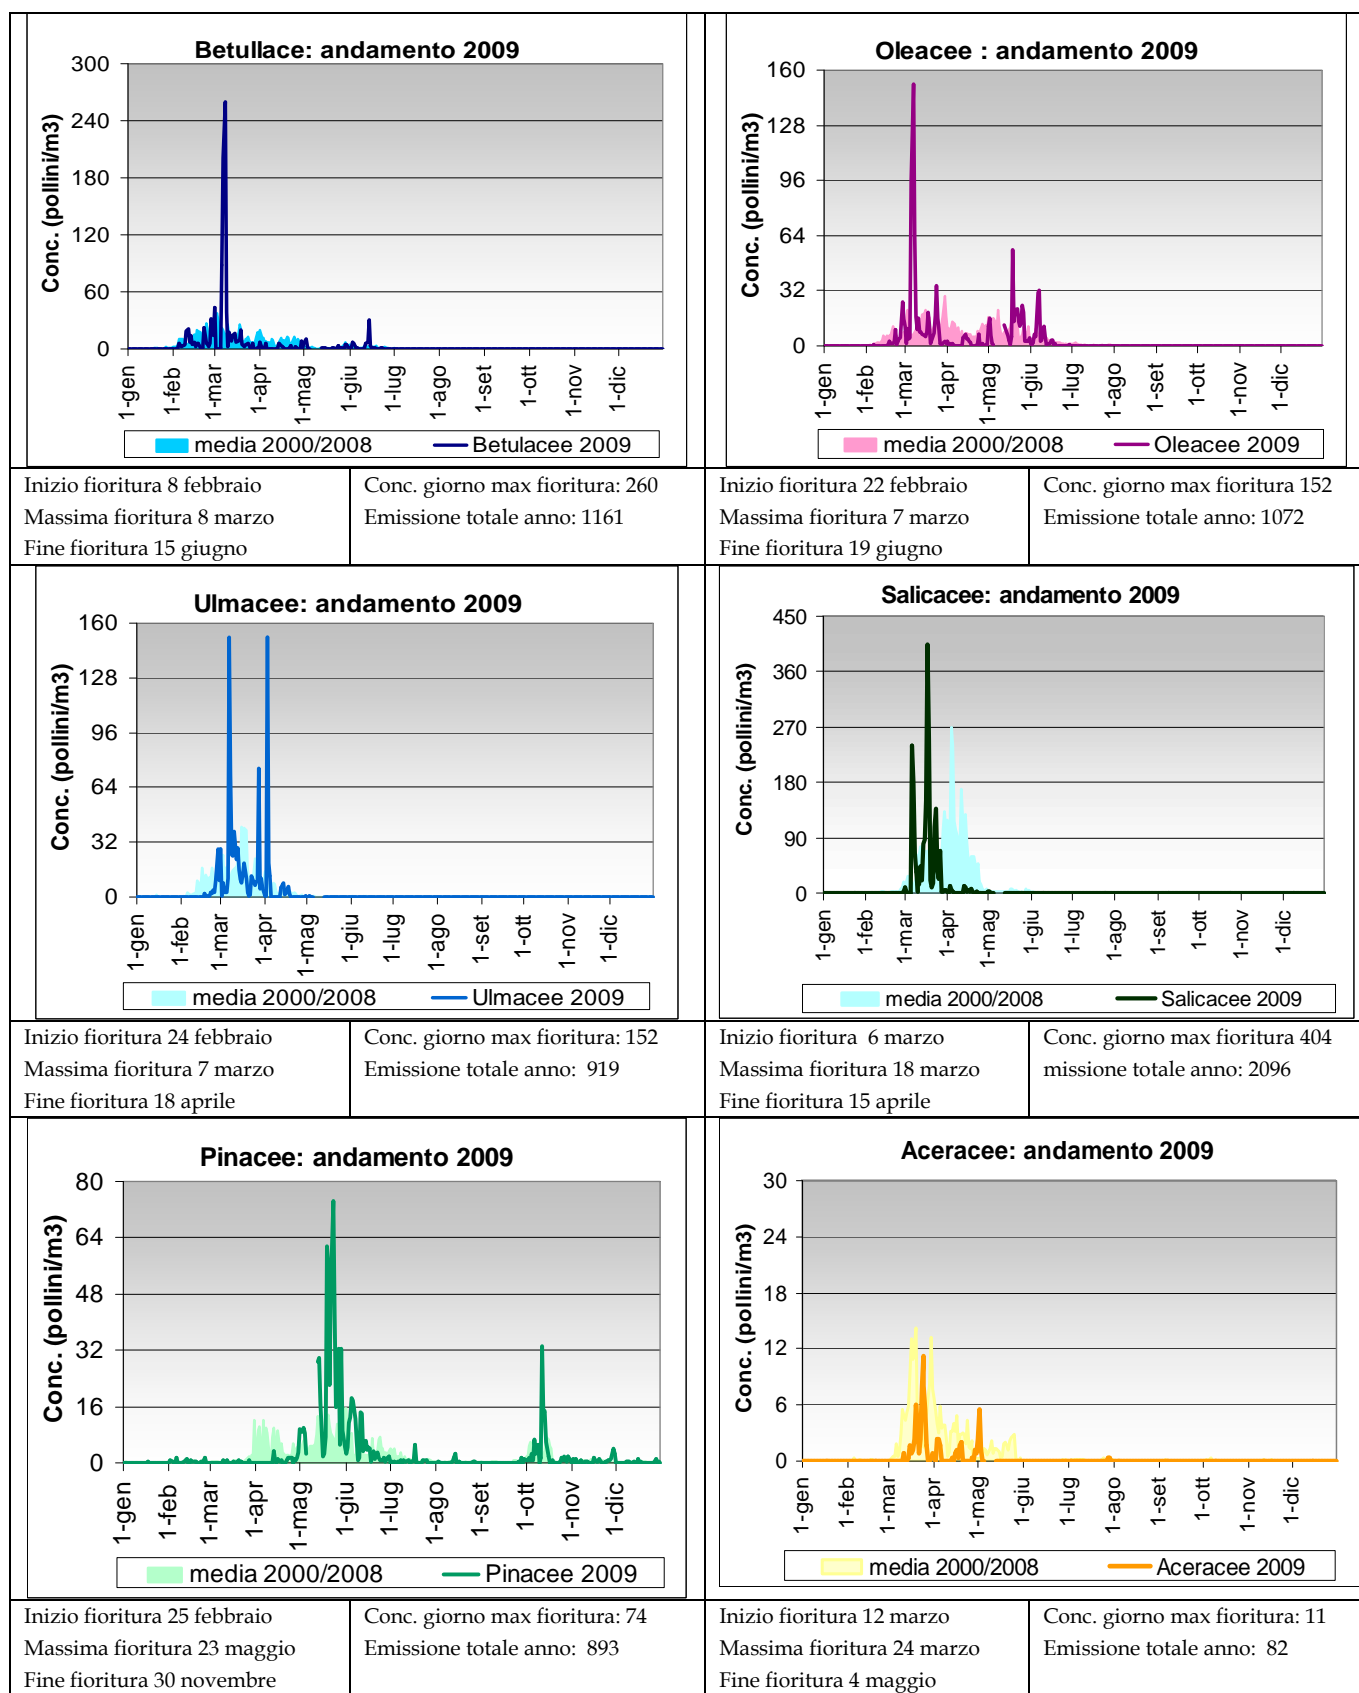 Betullace: andamento 2009
Conc. (pollini/m3)
300
240
180
120
60
0
1-gen
1-feb
1-mar
1-apr
1-mag
1-giu
1-lug
1-ago
1-set
1-ott
1-nov
1-dic
media 2000/2008
Betulacee 2009
Oleacee : andamento 2009
Conc. (pollini/m3)
160
128
96
64
32
0
1-gen
1-feb
1-mar
1-apr
1-mag
1-giu
1-lug
1-ago
1-set
1-ott
1-nov
1-dic
media 2000/2008
Oleacee 2009
Inizio fioritura 8 febbraio
Massima fioritura 8 marzo
Fine fioritura 15 giugno
Conc. giorno max fioritura: 260
Emissione totale anno: 1161
Inizio fioritura 22 febbraio
Massima fioritura 7 marzo
Fine fioritura 19 giugno
Conc. giorno max fioritura 152
Emissione totale anno: 1072
Ulmacee: andamento 2009
Conc. (pollini/m3)
160
128
96
64
32
0
1-gen
1-feb
1-mar
1-apr
1-mag
1-giu
1-lug
1-ago
1-set
1-ott
1-nov
1-dic
media 2000/2008
Ulmacee 2009
Salicacee: andamento 2009
Conc. (pollini/m3)
450
360
270
180
90
0
1-gen
1-feb
1-mar
1-apr
1-mag
1-giu
1-lug
1-ago
1-set
1-ott
1-nov
1-dic
media 2000/2008
Salicacee 2009
Inizio fioritura 24 febbraio
Massima fioritura 7 marzo
Fine fioritura 18 aprile
Conc. giorno max fioritura: 152
Emissione totale anno: 919
Inizio fioritura 6 marzo
Massima fioritura 18 marzo
Fine fioritura 15 aprile
Conc. giorno max fioritura 404
missione totale anno: 2096
Pinacee: andamento 2009
Conc. (pollini/m3)
80
64
48
32
16
0
1-gen
1-feb
1-mar
1-apr
1-mag
1-giu
1-lug
1-ago
1-set
1-ott
1-nov
1-dic
media 2000/2008
Pinacee 2009
Aceracee: andamento 2009
Conc. (pollini/m3)
30
24
18
12
6
0
1-gen
1-feb
1-mar
1-apr
1-mag
1-giu
1-lug
1-ago
1-set
1-ott
1-nov
1-dic
media 2000/2008
Aceracee 2009
Inizio fioritura 25 febbraio
Massima fioritura 23 maggio
Fine fioritura 30 novembre
Conc. giorno max fioritura: 74
Emissione totale anno: 893
Inizio fioritura 12 marzo
Massima fioritura 24 marzo
Fine fioritura 4 maggio
Conc. giorno max fioritura: 11
Emissione totale anno: 82